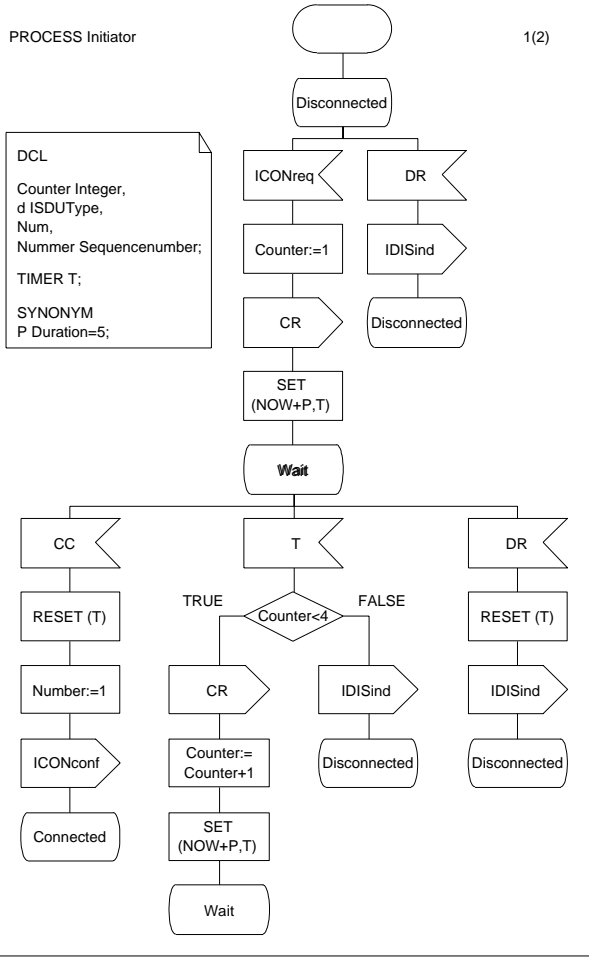 PROCESS Initiator
1(2)
Disconnected
DCL
Counter Integer,
d ISDUType,
Num,
Nummer Sequencenumber;
TIMER T;
SYNONYM
P Duration=5;
ICONreq
DR
Counter:=1
IDISind
CR
Disconnected
SET
(NOW+P,T)
Wait
CC
T
DR
RESET (T)
TRUE
Counter<4
FALSE
RESET (T)
Number:=1
CR
IDISind
IDISind
ICONconf
Counter:=
Counter+1
Disconnected
Disconnected
Connected
SET
(NOW+P,T)
Wait